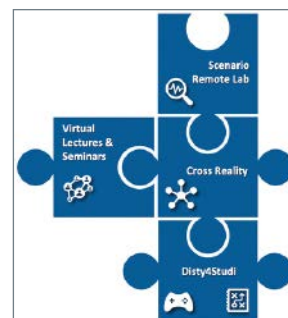 Scenario
Remote Lab
Virtual
Lectures &
Seminars
Cross Reality
Disty4Studi